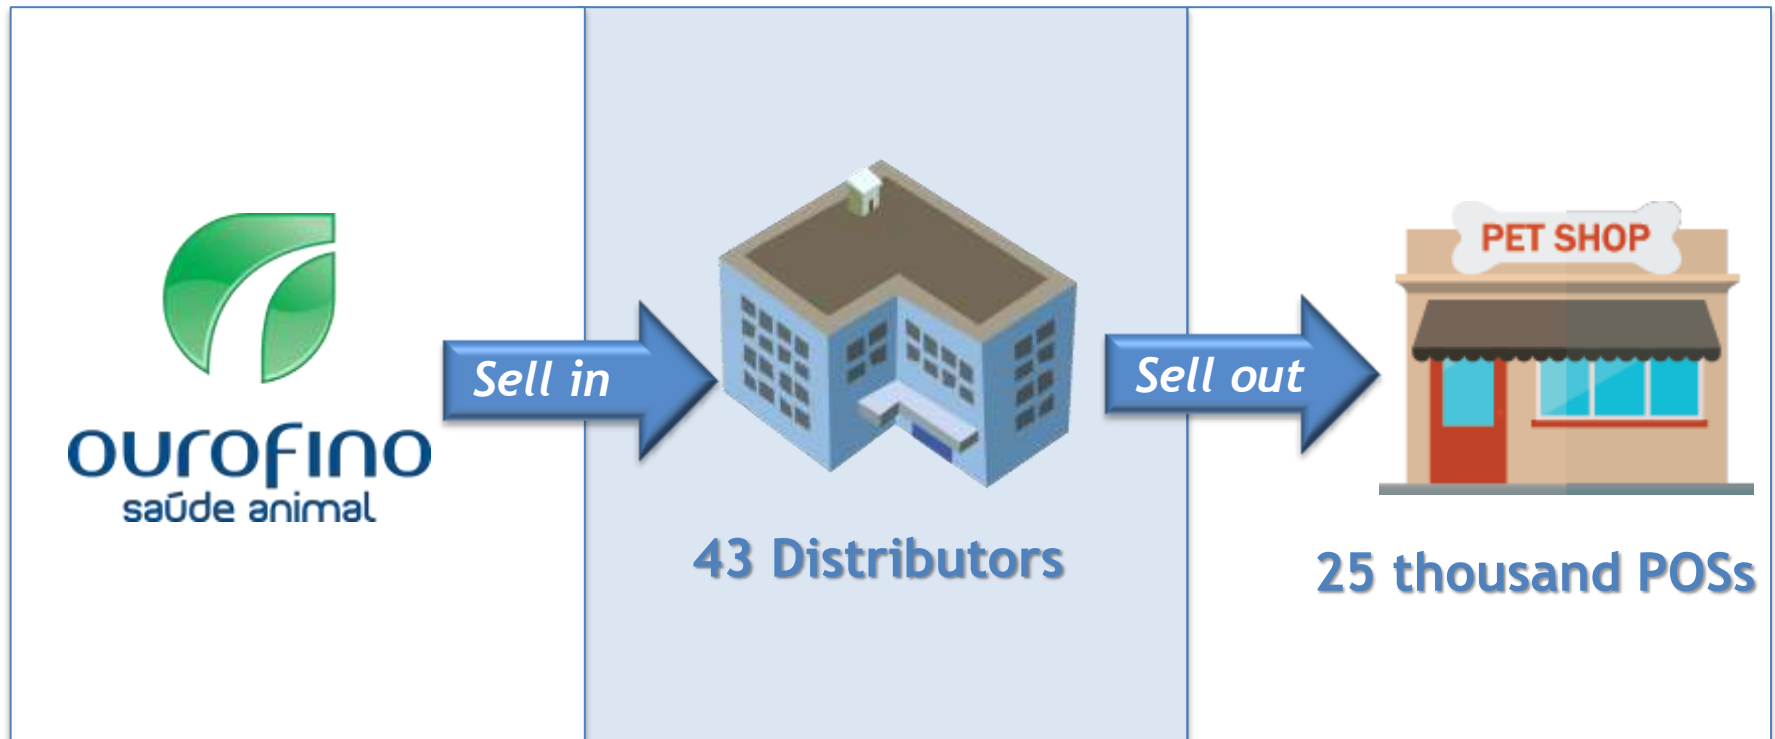 ourofino
saúde animal
Sell in
43 Distributors
Sell out
PET SHOP
25 thousand POSs